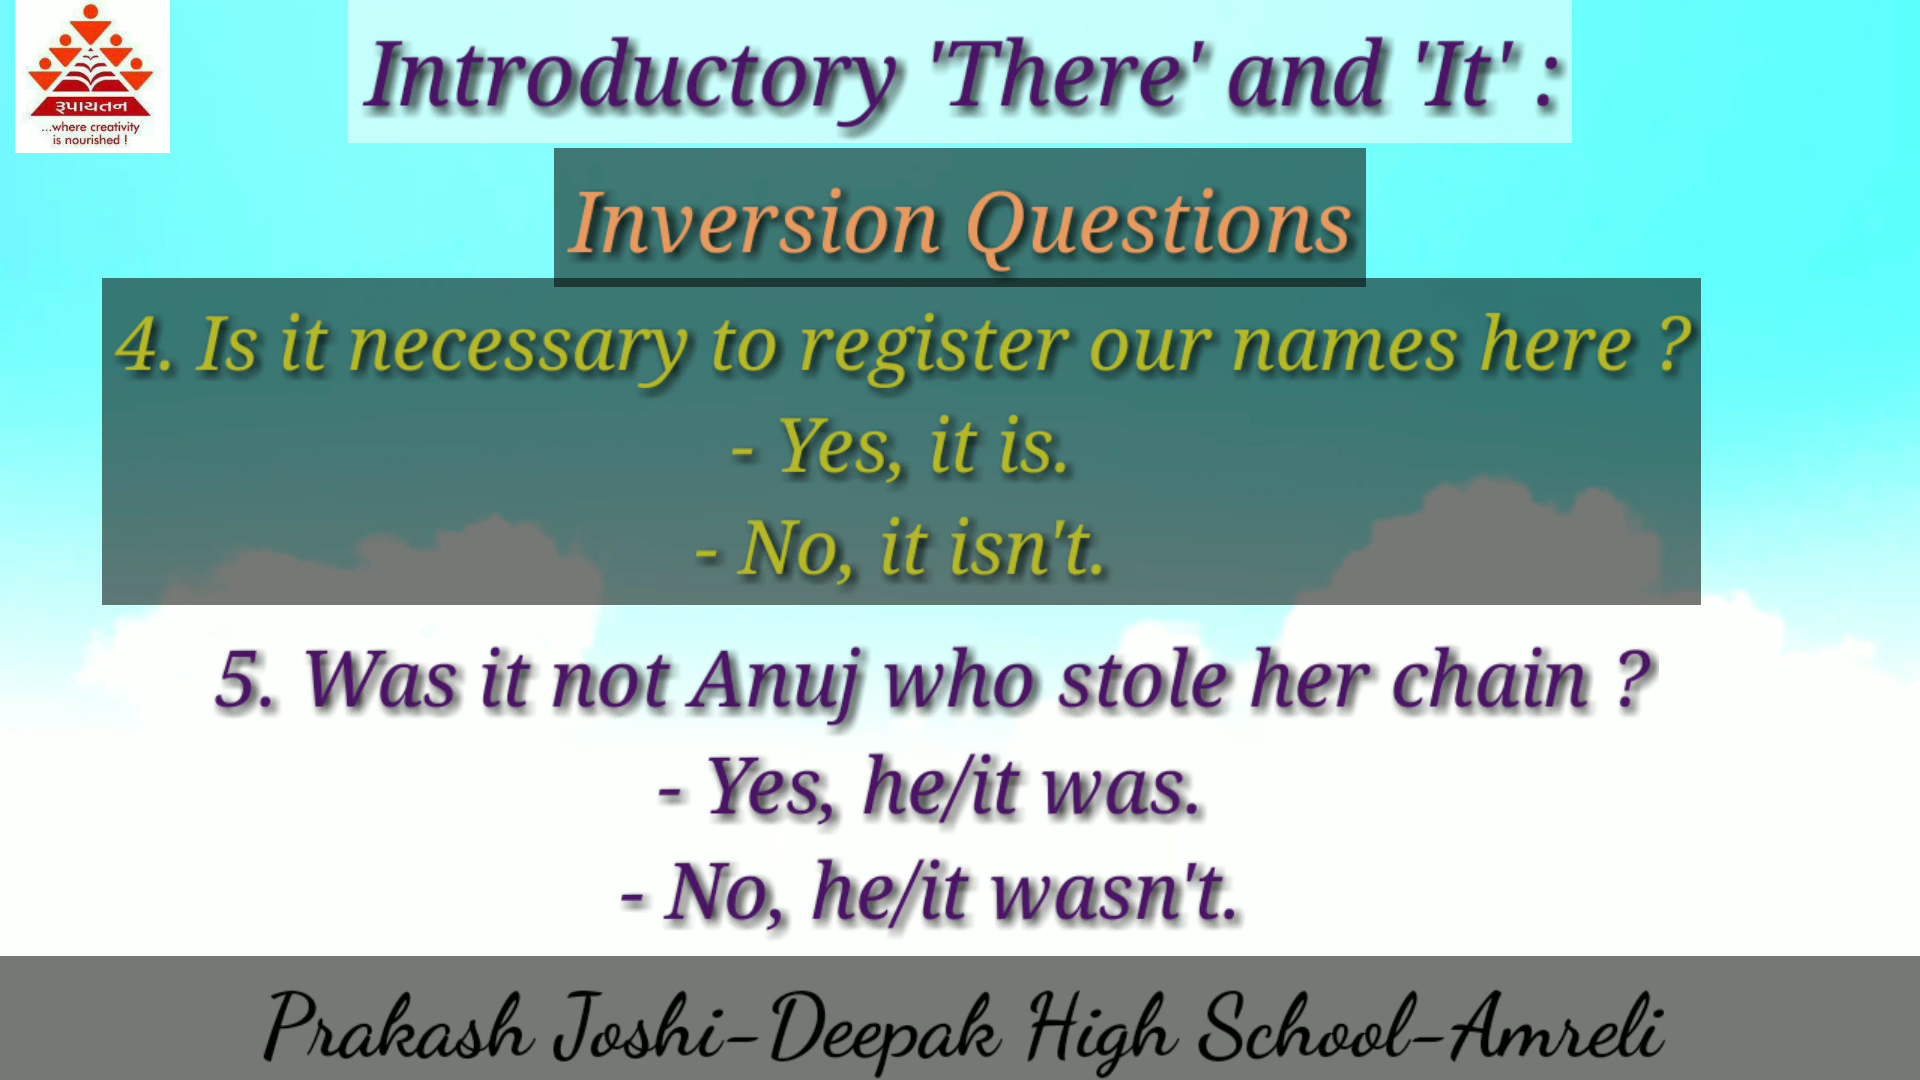 રૂપાયતન
...where creativity
is nourished !
Introductory 'There' and 'It' :
Inversion Questions
4. Is it necessary to register our names here ?
- Yes, it is.
- No, it isn't.
5. Was it not Anuj who stole her chain ?
- Yes, he/it was.
- No, he/it wasn't.
Prakash Joshi-Deepak High School-Amreli